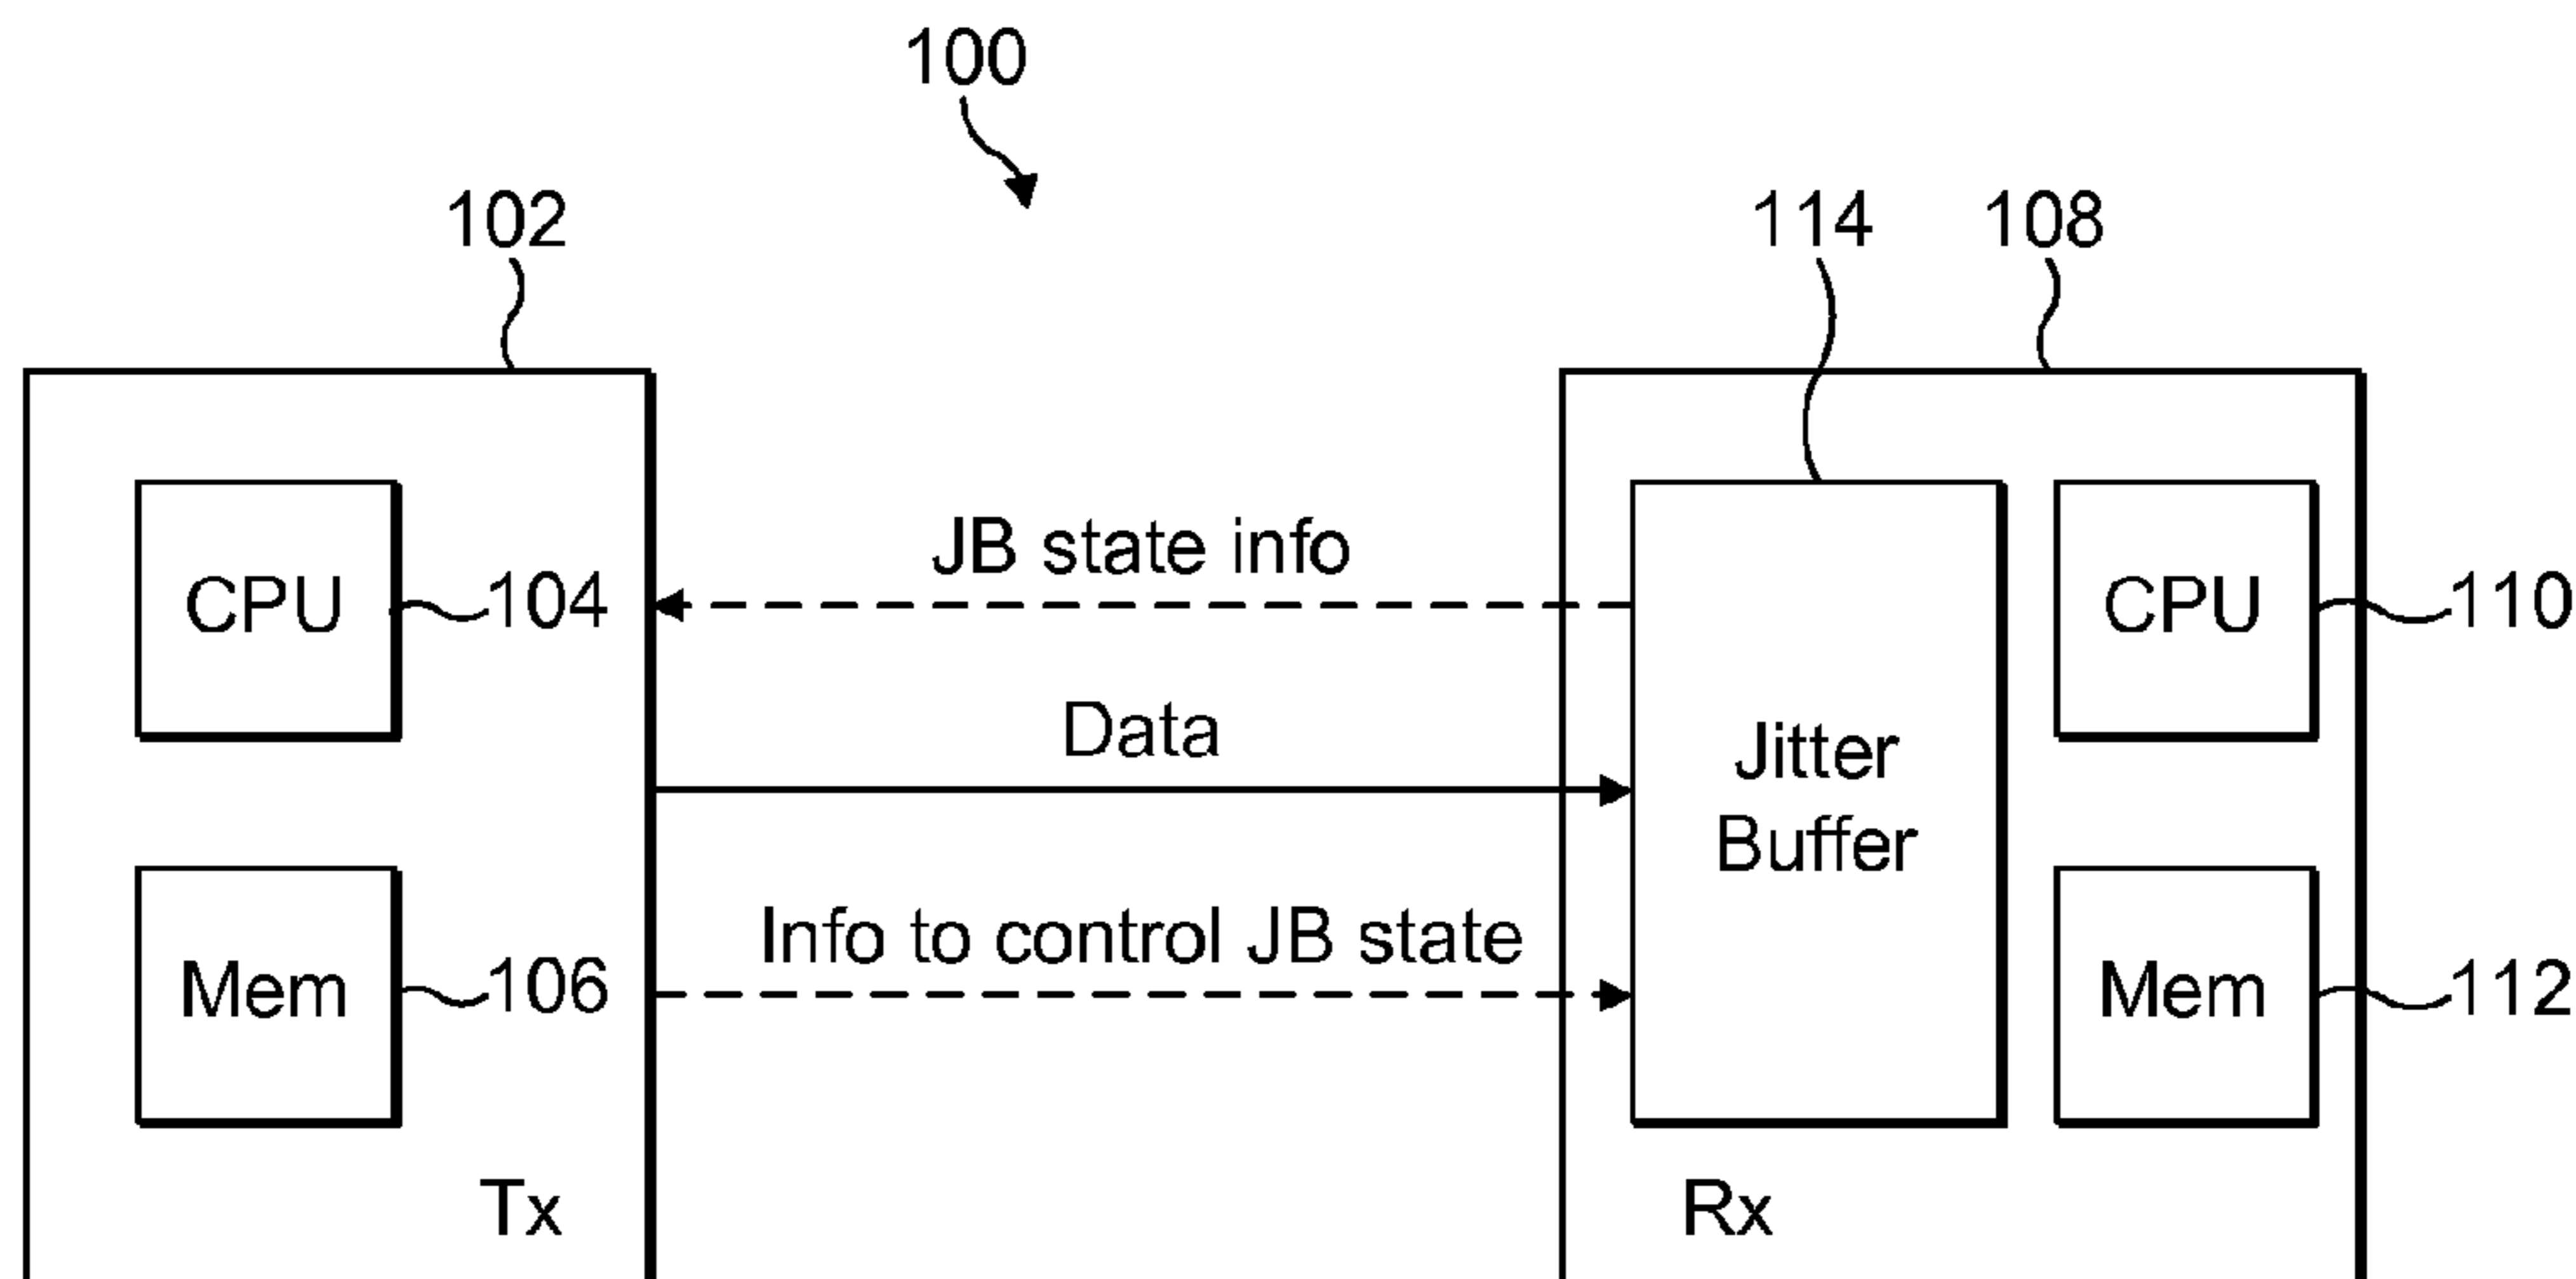 100
102
114
108
JB state info
CPU
104
CPU
110
Data
Jitter
Buffer
Info to control JB state
Mem
106
Mem
112
Tx
Rx